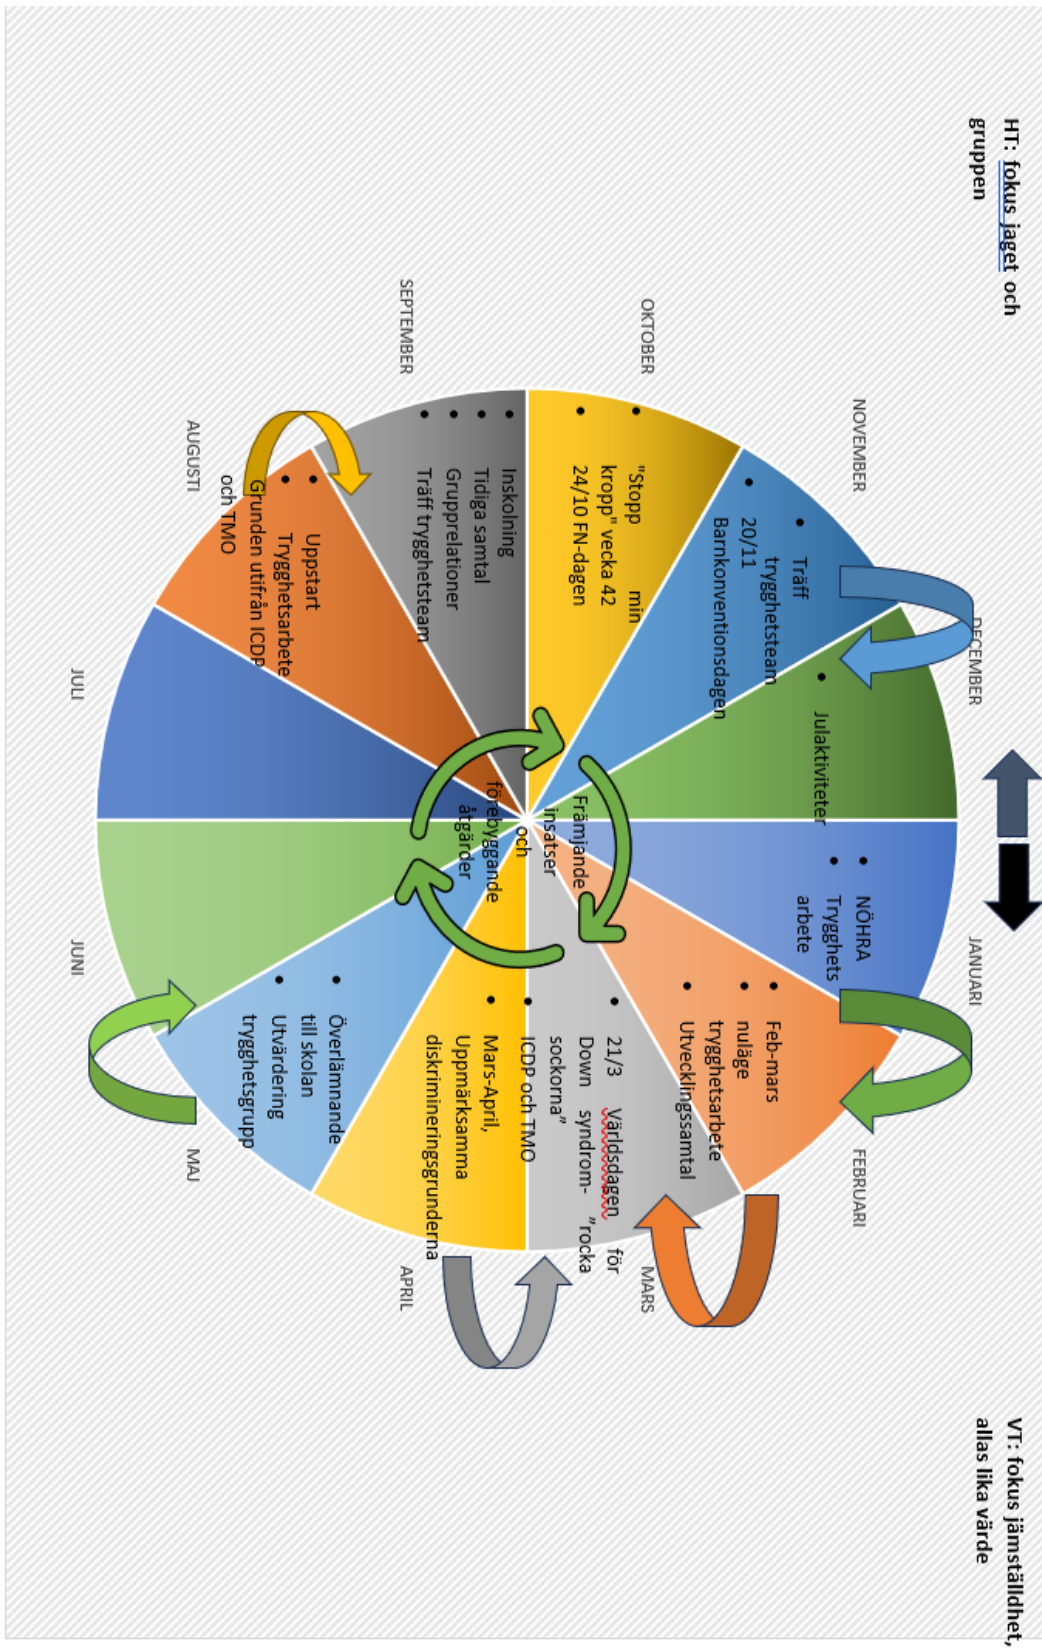 HT: fokus jaget och
gruppen
VT: fokus jämställdhet,
allas lika värde
JANUARI
NÖHRA
Trygghets
arbete
FEBRUARI
Feb-mars
nuläge
trygghetsarbete
Utvecklingssamtal
MARS
21/3 Världsdagen för
Down syndrom- ”rocka
sockorna”
ICDP och TMO
APRIL
Mars-April,
Uppmärksamma
diskrimineringsgrunderna
MAJ
Överlämnande
till skolan
Utvärdering
trygghetsgrupp
JUNI
JULI
AUGUSTI
Uppstart
Trygghetsarbete
Grunden utifrån ICDP
och TMO
SEPTEMBER
Inskolning
Tidiga samtal
Grupprelationer
Träff trygghetsteam
OKTOBER
"Stopp min
kropp" vecka 42
24/10 FN-dagen
NOVEMBER
Träff
trygghetsteam
20/11
Barnkonventionsdagen
DECEMBER
Julaktiviteter
Främjande
insatser
och
förebyggande
åtgärder